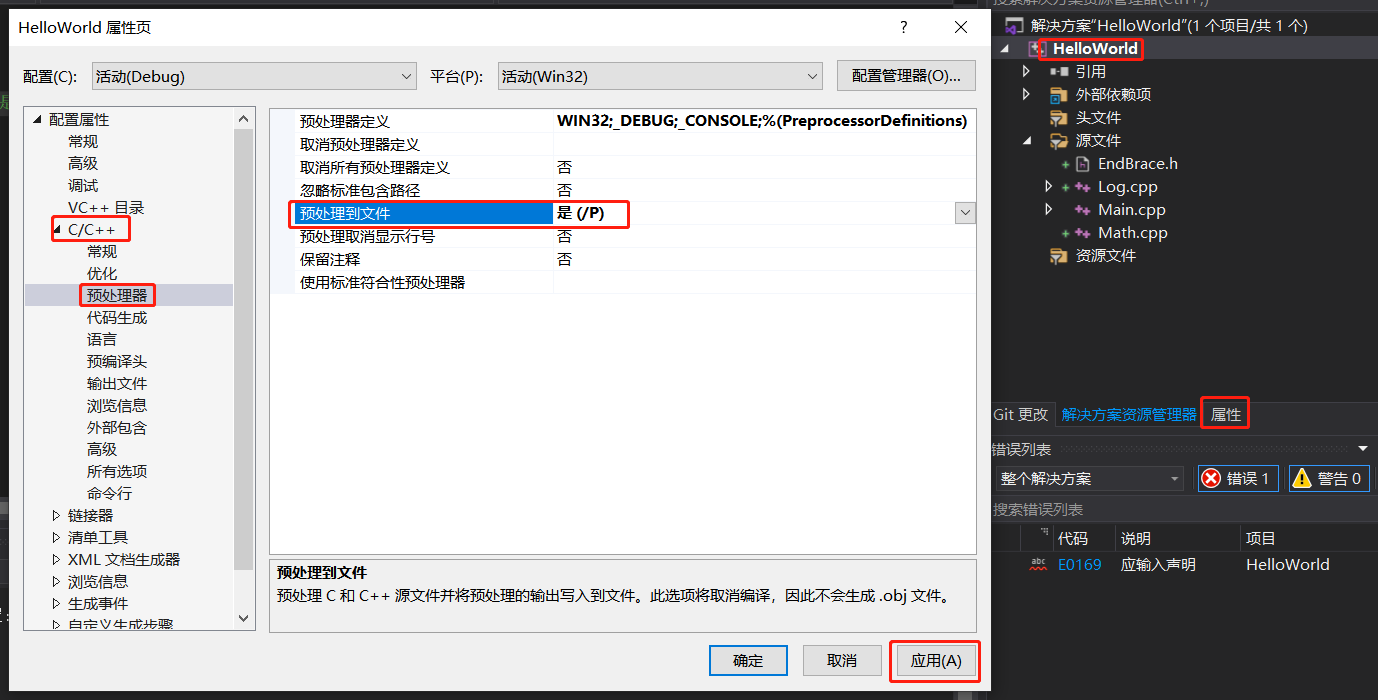 HelloWorld 属性页
?
配置(C):
活动(Debug)
平台(P):
活动(Win32)
配置管理器(O)...
配置属性
常规
高级
调试
VC++ 目录
C/C++
常规
优化
预处理器
代码生成
语言
预编译头
输出文件
浏览信息
外部包含
高级
所有选项
命令行
链接器
清单工具
XML 文档生成器
浏览信息
生成事件
自定义生成步骤
预处理器定义 WIN32;_DEBUG;_CONSOLE;%(PreprocessorDefinitions)
取消预处理器定义
取消所有预处理器定义 否
忽略标准包含路径 否
预处理到文件 是 (/P)
预处理取消显示行号 否
保留注释 否
使用标准符合性预处理器
预处理到文件
预处理 C 和 C++ 源文件并将预处理的输出写入到文件。此选项将取消编译，因此不会生成 .obj 文件。
确定
取消
应用(A)
搜索解决方案资源管理器(Ctrl+;)
解决方案"HelloWorld"(1 个项目/共 1 个)
HelloWorld
引用
外部依赖项
头文件
源文件
EndBrace.h
Log.cpp
Main.cpp
Math.cpp
资源文件
Git 更改 解决方案资源管理器 属性
错误列表
整个解决方案
错误 1
警告 0
搜索错误列表
代码 说明 项目
abc E0169 应输入声明 HelloWorld